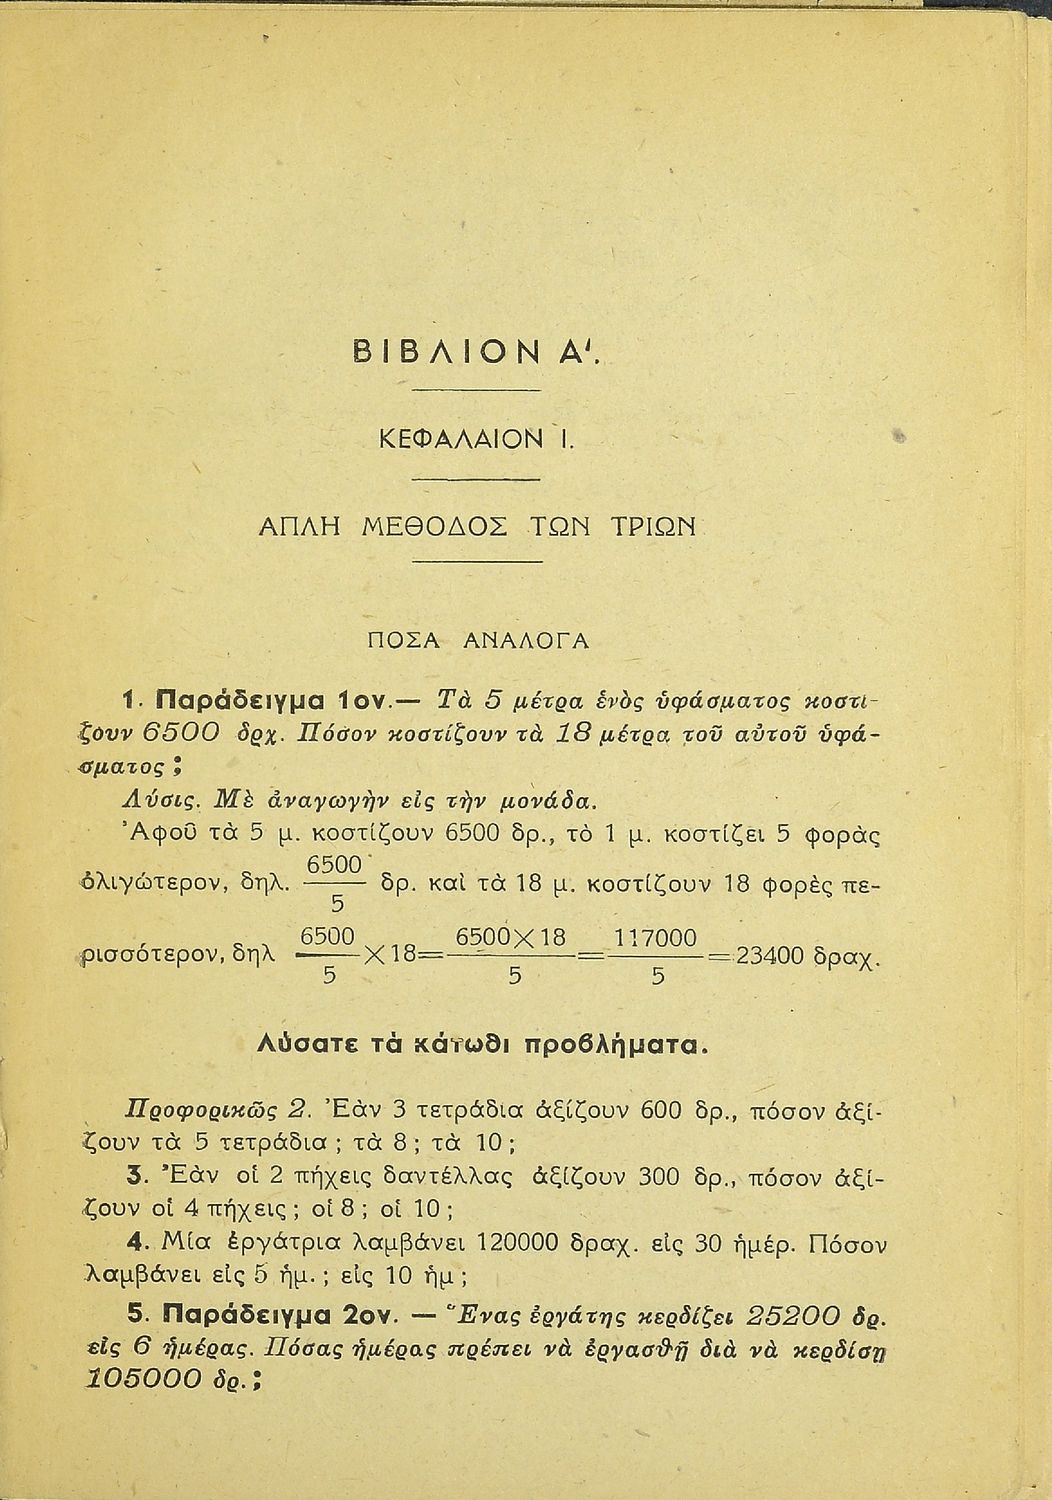 ΒΙΒΛΙΟΝ Α'.
ΚΕΦΑΛΑΙΟΝ Ι.
ΑΠΛΗ ΜΕΘΟΔΟΣ ΤΩΝ ΤΡΙΩΝ
ΠΟΣΑ ΑΝΑΛΟΓΑ
1. Παράδειγμα 1ον.— Τὰ 5 μέτρα ἑνὸς ὑφάσματος κοστί-
ζουν 6500 δρχ. Πόσον κοστίζουν τὰ 18 μέτρα τοῦ αὐτοῦ ὑφά-
σματος ;
Λύσις. Μὲ ἀναγωγὴν εἰς τὴν μονάδα.
Ἀφοῦ τὰ 5 μ. κοστίζουν 6500 δρ., τὸ 1 μ. κοστίζει 5 φορὰς
ὀλιγώτερον, δηλ. 6500/5 δρ. καὶ τὰ 18 μ. κοστίζουν 18 φορὲς πε-
ρισσότερον, δηλ 6500/5 ×18= 6500×18/5 = 117000/5 =23400 δραχ.
Λύσατε τὰ κάτωθι προβλήματα.
Προφορικῶς 2. Ἐὰν 3 τετράδια ἀξίζουν 600 δρ., πόσον ἀξί-
ζουν τὰ 5 τετράδια ; τὰ 8 ; τὰ 10 ;
3. Ἐὰν οἱ 2 πήχεις δαντέλλας ἀξίζουν 300 δρ., πόσον ἀξί-
ζουν οἱ 4 πήχεις ; οἱ 8 ; οἱ 10 ;
4. Μία ἐργάτρια λαμβάνει 120000 δραχ. εἰς 30 ἡμέρ. Πόσον
λαμβάνει εἰς 5 ἡμ. ; εἰς 10 ἡμ ;
5. Παράδειγμα 2ον. — Ἕνας ἐργάτης κερδίζει 25200 δρ.
εἰς 6 ἡμέρας. Πόσας ἡμέρας πρέπει νὰ ἐργασθῇ διὰ νὰ κερδίσῃ
105000 δρ. ;